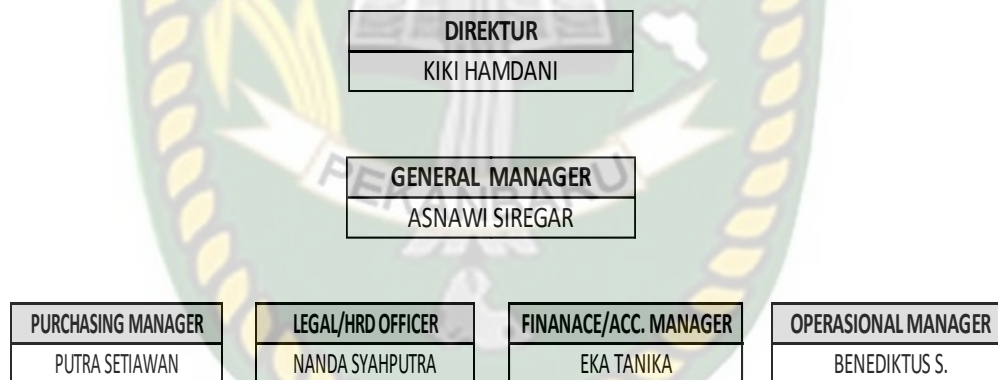 DIREKTUR
KIKI HAMDANI
GENERAL MANAGER
PEKANBARU
ASNAWI SIREGAR
PURCHASING MANAGER
PUTRA SETIAWAN
LEGAL/HRD OFFICER
NANDA SYAHPUTRA
FINANACE/ACC. MANAGER
EKA TANIKA
OPERASIONAL MANAGER
BENEDIKTUS S.